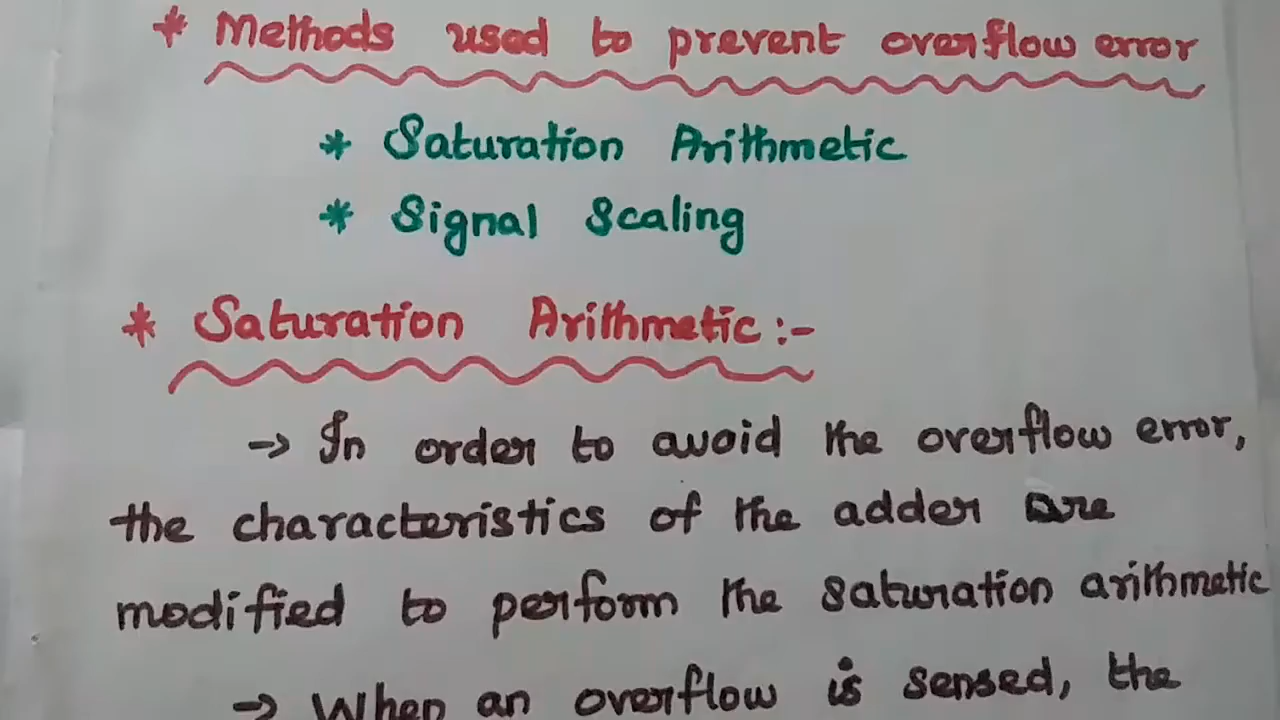 * Methods used to prevent overflow error
* Saturation Arithmetic
* Signal Scaling
* Saturation Arithmetic :-
→ In order to avoid the overflow error,
the characteristics of the adder are
modified to perform the saturation arithmetic
→ When an overflow is sensed, the